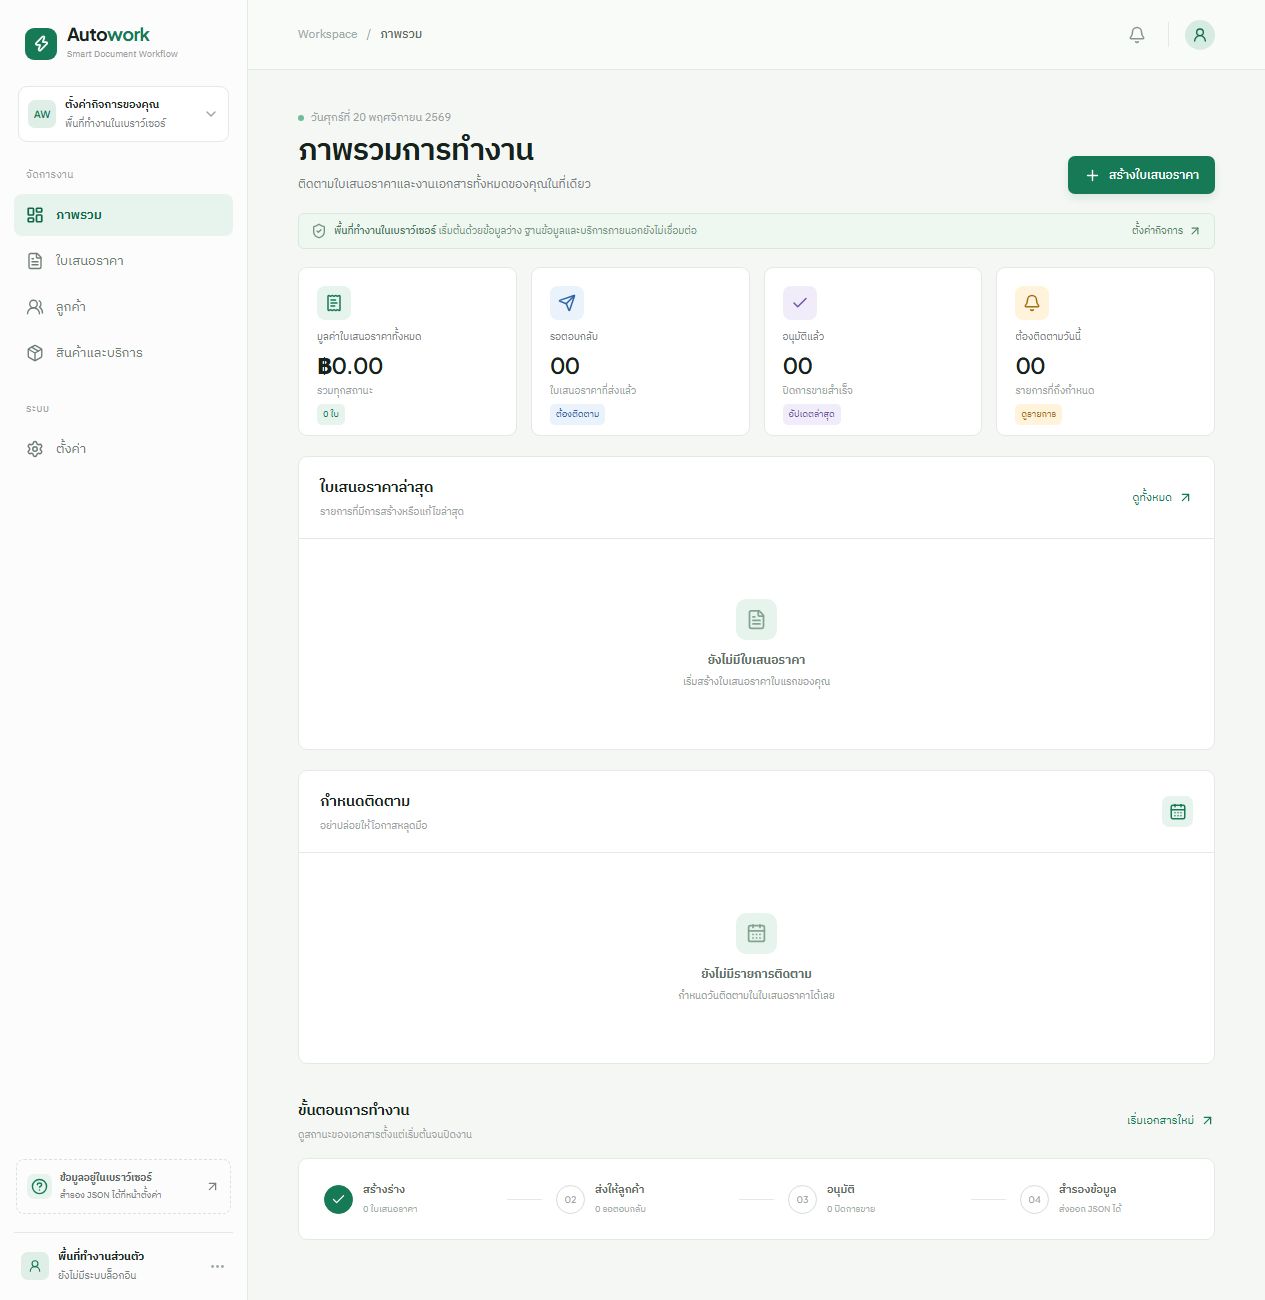 Autowork
Smart Document Workflow
AW
ตั้งค่ากิจการของคุณ
พื้นที่ทำงานในเบราว์เซอร์
จัดการงาน
ภาพรวม
ใบเสนอราคา
ลูกค้า
สินค้าและบริการ
ระบบ
ตั้งค่า
ข้อมูลอยู่ในเบราว์เซอร์
สำรอง JSON ได้ที่หน้าตั้งค่า
พื้นที่ทำงานส่วนตัว
ยังไม่มีระบบล็อกอิน
Workspace / ภาพรวม
วันศุกร์ที่ 20 พฤศจิกายน 2569
ภาพรวมการทำงาน
ติดตามใบเสนอราคาและงานเอกสารทั้งหมดของคุณในที่เดียว
สร้างใบเสนอราคา
พื้นที่ทำงานในเบราว์เซอร์ เริ่มต้นด้วยข้อมูลว่าง ฐานข้อมูลและบริการภายนอกยังไม่เชื่อมต่อ
ตั้งค่ากิจการ
มูลค่าใบเสนอราคาทั้งหมด
฿0.00
รวมทุกสถานะ
0 ใบ
รอตอบกลับ
00
ใบเสนอราคาที่ส่งแล้ว
ต้องติดตาม
อนุมัติแล้ว
00
ปิดการขายสำเร็จ
อัปเดตล่าสุด
ต้องติดตามวันนี้
00
รายการที่ถึงกำหนด
ดูรายการ
ใบเสนอราคาล่าสุด
รายการที่มีการสร้างหรือแก้ไขล่าสุด
ดูทั้งหมด
ยังไม่มีใบเสนอราคา
เริ่มสร้างใบเสนอราคาใบแรกของคุณ
กำหนดติดตาม
อย่าปล่อยให้โอกาสหลุดมือ
ยังไม่มีรายการติดตาม
กำหนดวันติดตามในใบเสนอราคาได้เลย
ขั้นตอนการทำงาน
ดูสถานะของเอกสารตั้งแต่เริ่มต้นจนปิดงาน
เริ่มเอกสารใหม่
สร้างร่าง
0 ใบเสนอราคา
02
ส่งให้ลูกค้า
0 รอตอบกลับ
03
อนุมัติ
0 ปิดการขาย
04
สำรองข้อมูล
ส่งออก JSON ได้